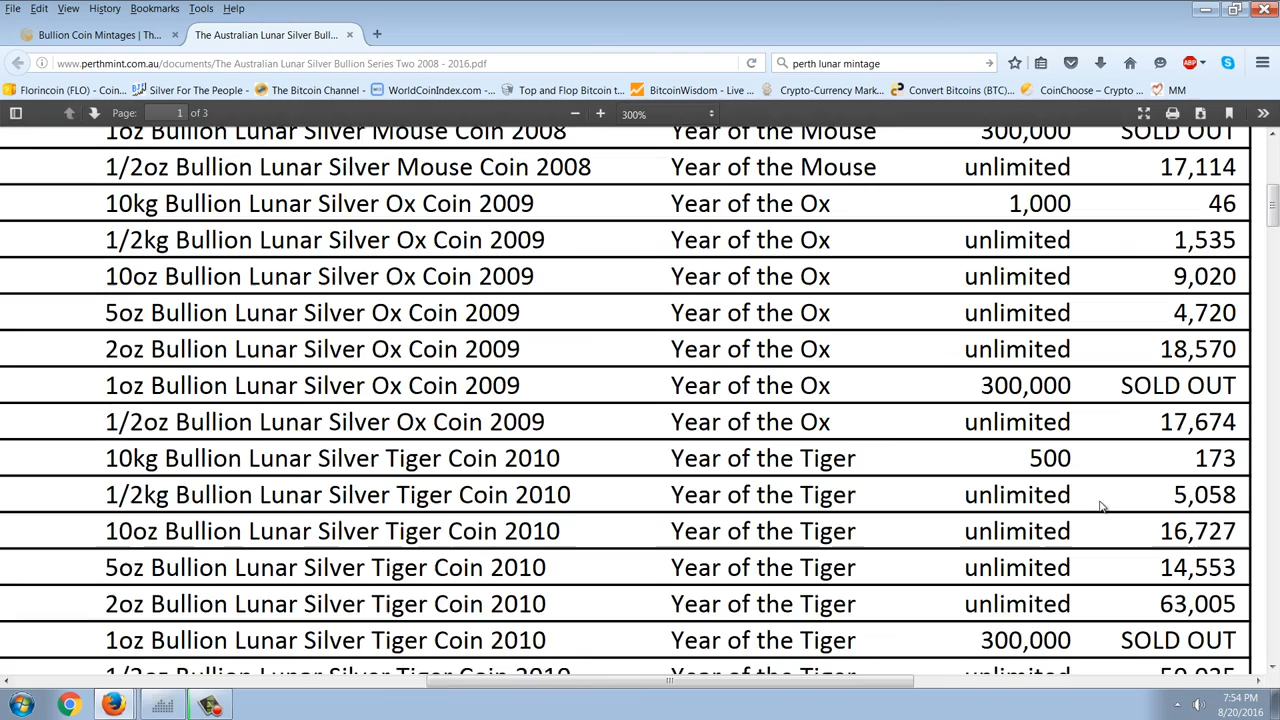 File Edit View History Bookmarks Tools Help
Bullion Coin Mintages | Th...
The Australian Lunar Silver Bull...
www.perthmint.com.au/documents/The Australian Lunar Silver Bullion Series Two 2008 - 2016.pdf
perth lunar mintage
ABP
Florincoin (FLO) - Coin... Silver For The People - The Bitcoin Channel - WorldCoinIndex.com - Top and Flop Bitcoin t... BitcoinWisdom - Live ... Crypto-Currency Mark... Convert Bitcoins (BTC)... CoinChoose – Crypto ... MM
Page: 1 of 3
300%
1oz Bullion Lunar Silver Mouse Coin 2008 Year of the Mouse 300,000 SOLD OUT
1/2oz Bullion Lunar Silver Mouse Coin 2008 Year of the Mouse unlimited 17,114
10kg Bullion Lunar Silver Ox Coin 2009 Year of the Ox 1,000 46
1/2kg Bullion Lunar Silver Ox Coin 2009 Year of the Ox unlimited 1,535
10oz Bullion Lunar Silver Ox Coin 2009 Year of the Ox unlimited 9,020
5oz Bullion Lunar Silver Ox Coin 2009 Year of the Ox unlimited 4,720
2oz Bullion Lunar Silver Ox Coin 2009 Year of the Ox unlimited 18,570
1oz Bullion Lunar Silver Ox Coin 2009 Year of the Ox 300,000 SOLD OUT
1/2oz Bullion Lunar Silver Ox Coin 2009 Year of the Ox unlimited 17,674
10kg Bullion Lunar Silver Tiger Coin 2010 Year of the Tiger 500 173
1/2kg Bullion Lunar Silver Tiger Coin 2010 Year of the Tiger unlimited 5,058
10oz Bullion Lunar Silver Tiger Coin 2010 Year of the Tiger unlimited 16,727
5oz Bullion Lunar Silver Tiger Coin 2010 Year of the Tiger unlimited 14,553
2oz Bullion Lunar Silver Tiger Coin 2010 Year of the Tiger unlimited 63,005
1oz Bullion Lunar Silver Tiger Coin 2010 Year of the Tiger 300,000 SOLD OUT
1/2oz Bullion Lunar Silver Tiger Coin 2010 Year of the Tiger unlimited
7:54 PM
8/20/2016